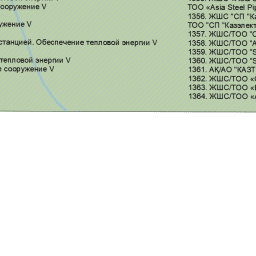 сооружение V
ужение V
станцией. Обеспечение тепловой энергии V
тепловой энергии V
сооружение V
ТОО «Asia Steel Pip
1356. ЖШС "СП "Ка
ТОО "СП "Казэлект
1357. ЖШС/ТОО
1358. ЖШС/ТОО
1359. ЖШС/ТОО
1360. ЖШС/ТОО
1361. АҚ/АО "КАЗТ
1362. ЖШС/ТОО
1363. ЖШС/ТОО
1364. ЖШС/ТОО